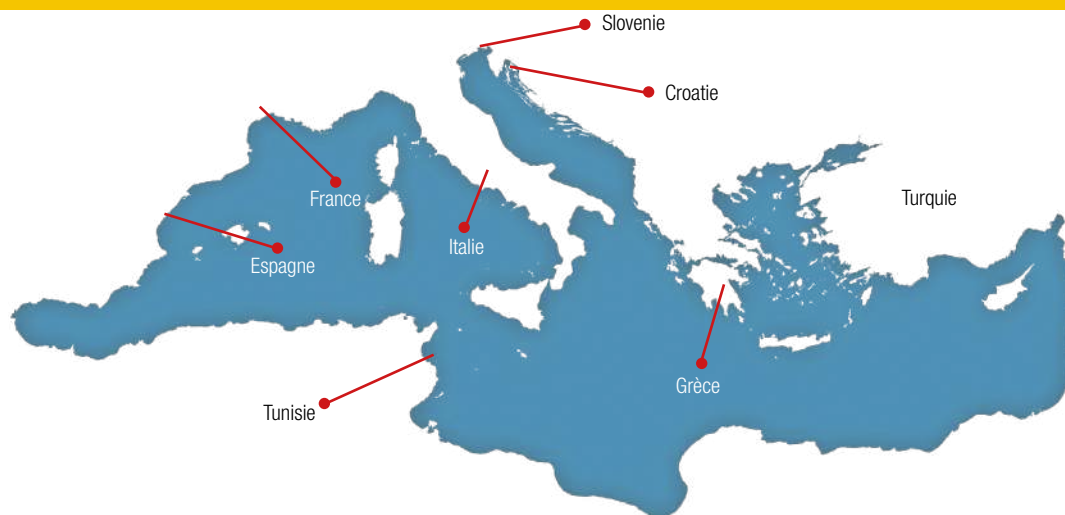 Slovenie
Croatie
France
Turquie
Italie
Espagne
Grèce
Tunisie